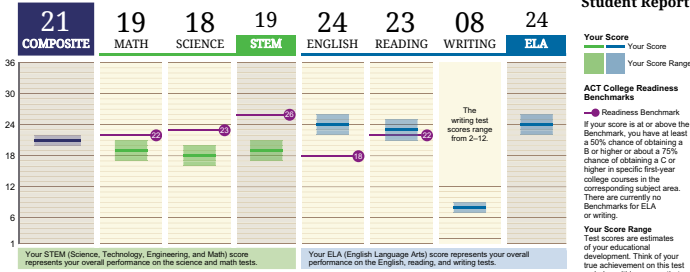 Student Report
21 19 18 19 24 23 08 24
COMPOSITE MATH SCIENCE STEM ENGLISH READING WRITING ELA
36
30
24
18
12
6
1
22
23
26
18
22
The
writing test
scores range
from 2–12.
Your STEM (Science, Technology, Engineering, and Math) score
represents your overall performance on the science and math tests.
Your ELA (English Language Arts) score represents your overall
performance on the English, reading, and writing tests.
Your Score
Your Score
Your Score Range
ACT College Readiness
Benchmarks
Readiness Benchmark
If your score is at or above the
Benchmark, you have at least
a 50% chance of obtaining a
B or higher or about a 75%
chance of obtaining a C or
higher in specific first-year
college courses in the
corresponding subject area.
There are currently no
Benchmarks for ELA
or writing.
Your Score Range
Test scores are estimates
of your educational
development. Think of your
true achievement on this test